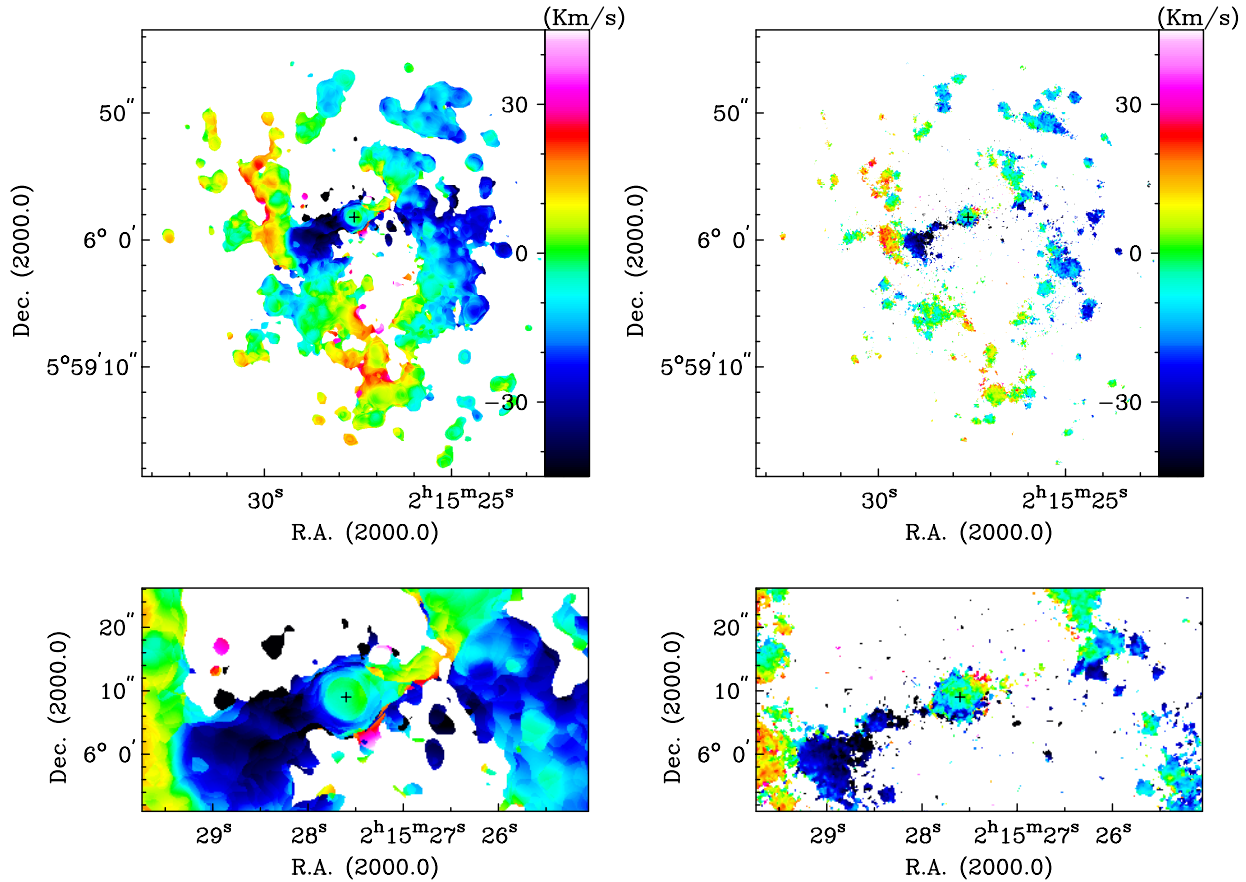 (Km/s)
(Km/s)
50″
30
6° 0′
0
5°59′10″
−30
Dec. (2000.0)
30ˢ
2ʰ15ᵐ25ˢ
R.A. (2000.0)
50″
30
6° 0′
0
5°59′10″
−30
Dec. (2000.0)
30ˢ
2ʰ15ᵐ25ˢ
R.A. (2000.0)
20″
10″
6° 0′
Dec. (2000.0)
29ˢ 28ˢ 2ʰ15ᵐ27ˢ 26ˢ
R.A. (2000.0)
20″
10″
6° 0′
Dec. (2000.0)
29ˢ 28ˢ 2ʰ15ᵐ27ˢ 26ˢ
R.A. (2000.0)